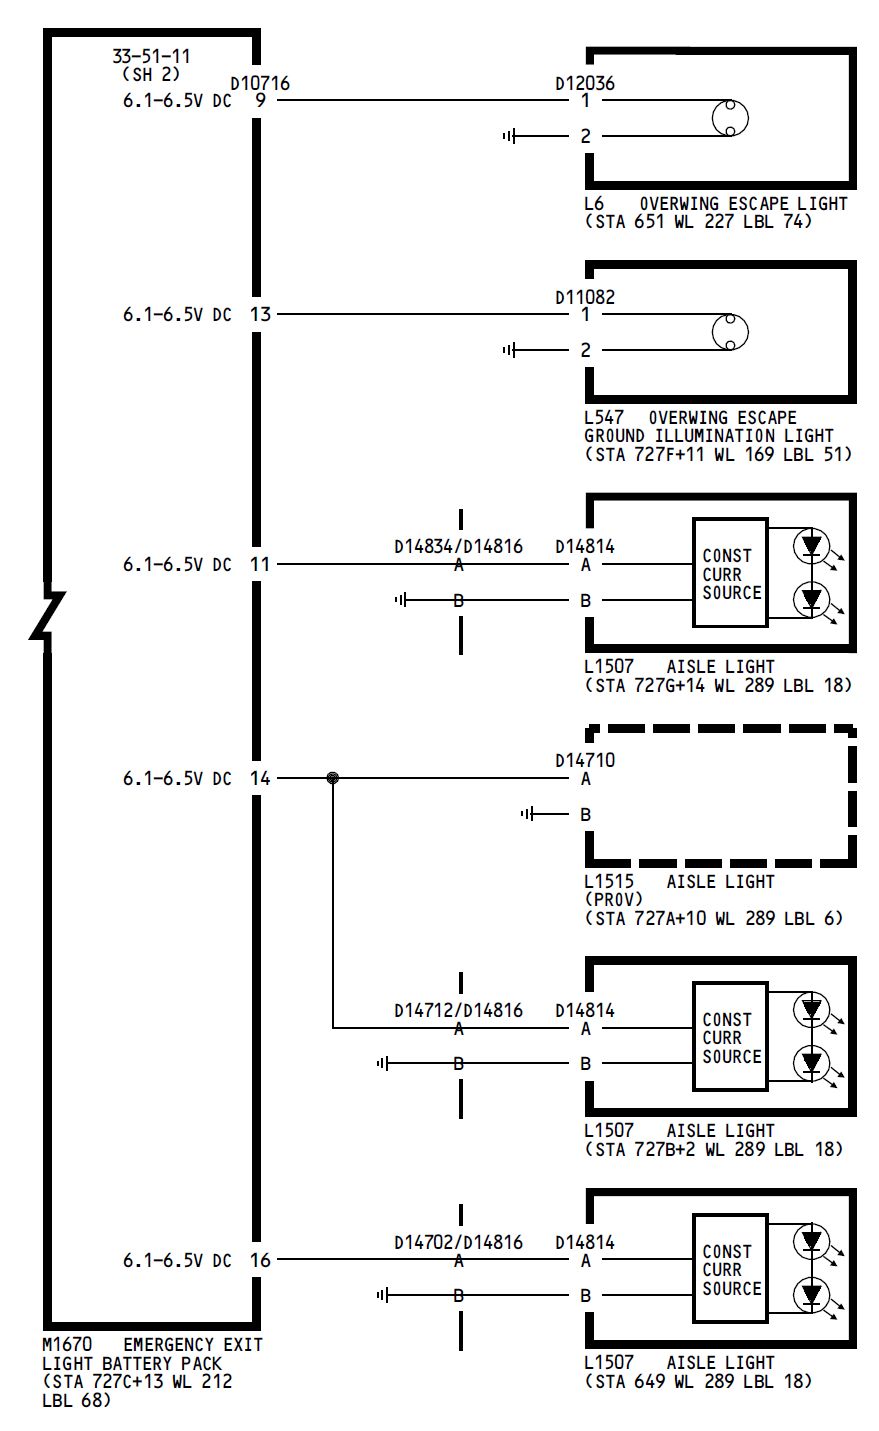 33-51-11
(SH 2)
D10716
6.1-6.5V DC 9
D12036
1
2
L6 OVERWING ESCAPE LIGHT
(STA 651 WL 227 LBL 74)
6.1-6.5V DC 13
D11082
1
2
L547 OVERWING ESCAPE
GROUND ILLUMINATION LIGHT
(STA 727F+11 WL 169 LBL 51)
6.1-6.5V DC 11
D14834/D14816 D14814
A A
B B
CONST
CURR
SOURCE
L1507 AISLE LIGHT
(STA 727G+14 WL 289 LBL 18)
6.1-6.5V DC 14
D14710
A
B
L1515 AISLE LIGHT
(PROV)
(STA 727A+10 WL 289 LBL 6)
D14712/D14816 D14814
A A
B B
CONST
CURR
SOURCE
L1507 AISLE LIGHT
(STA 727B+2 WL 289 LBL 18)
6.1-6.5V DC 16
D14702/D14816 D14814
A A
B B
CONST
CURR
SOURCE
L1507 AISLE LIGHT
(STA 649 WL 289 LBL 18)
M1670 EMERGENCY EXIT
LIGHT BATTERY PACK
(STA 727C+13 WL 212
LBL 68)